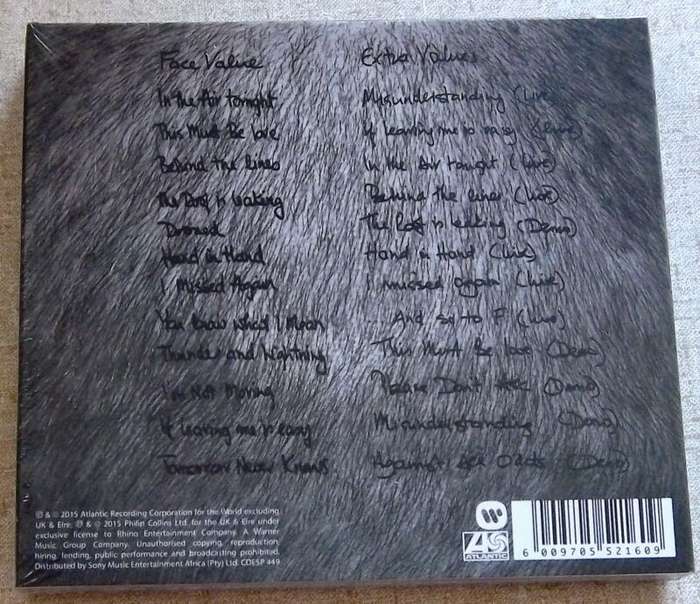 Face Value
In the Air tonight
This Must Be love
Behind the lines
The Roof is leaking
Droned
Hand in Hand
I Missed Again
You know what I Mean
Thunder and lightning
I'm Not Moving
If leaving me is easy
Tomorrow Never Knows
Extra Values
Misunderstanding (Live)
If leaving me is easy (Live)
In the Air tonight (Live)
Behind the lines (Live)
The Roof is leaking (Demo)
Hand in Hand (Live)
I missed again (Live)
And so to F (Live)
This Must Be love (Demo)
Please Don't Ask (Demo)
Misunderstanding (Demo)
Against All Odds (Demo)
℗ & © 2015 Atlantic Recording Corporation for the World excluding
UK & Eire. ℗ & © 2015 Philip Collins Ltd. for the UK & Eire under
exclusive license to Rhino Entertainment Company. A Warner
Music Group Company. Unauthorised copying, reproduction,
hiring, lending, public performance and broadcasting prohibited.
Distributed by Sony Music Entertainment Africa (Pty) Ltd. CDESP 449
ATLANTIC
6 009705 521609